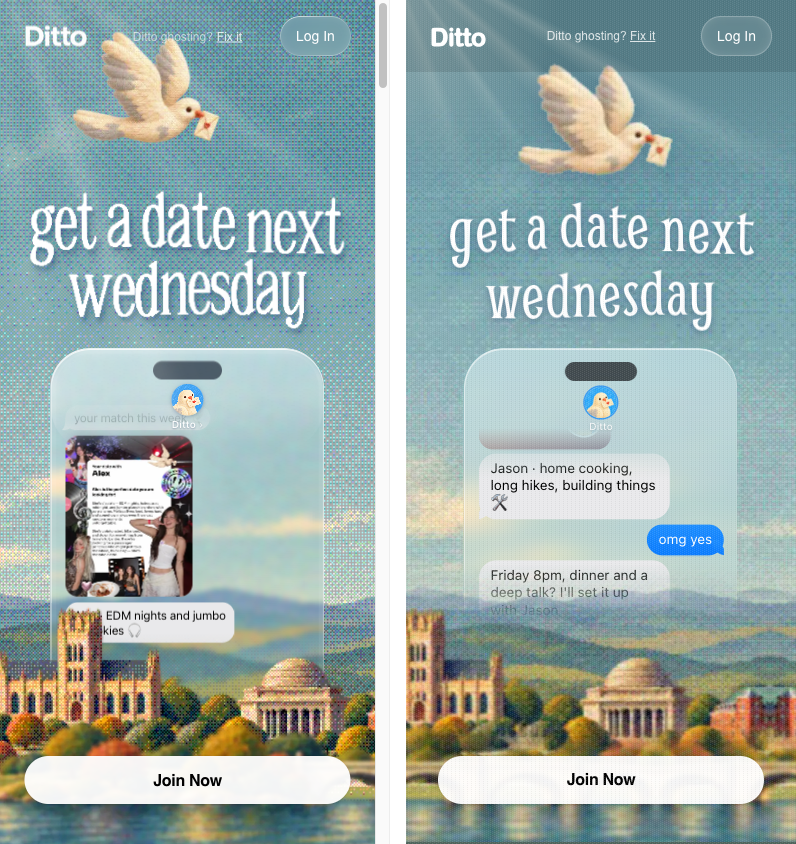 Ditto
Ditto ghosting? Fix it
Log In
get a date next
wednesday
your match this
Ditto
Alex
EDM nights and jumbo
kies 🎧
Join Now
Ditto
Ditto ghosting? Fix it
Log In
get a date next
wednesday
Ditto
Jason · home cooking,
long hikes, building things
🛠
omg yes
Friday 8pm, dinner and a
deep talk? I'll set it up
with Jason
Join Now